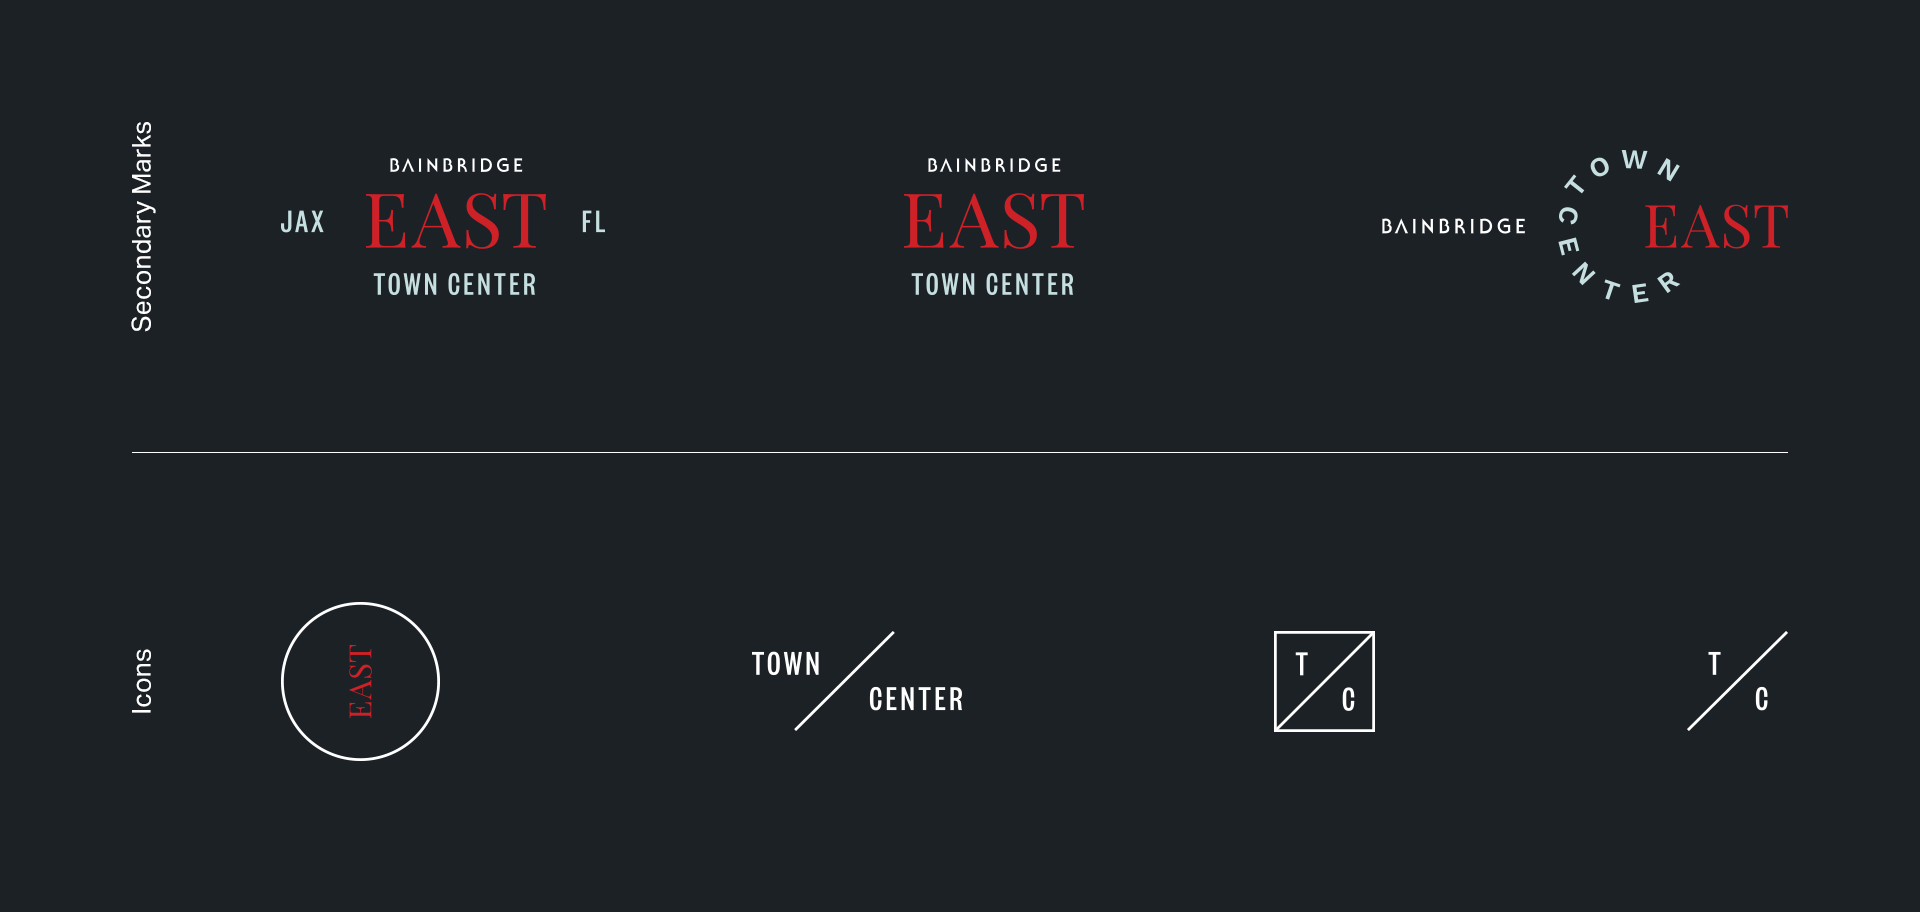 Secondary Marks
BAINBRIDGE
JAX EAST FL
TOWN CENTER
BAINBRIDGE
EAST
TOWN CENTER
BAINBRIDGE
TOWN
CENTER
EAST
Icons
EAST
TOWN
CENTER
T
C
T
C